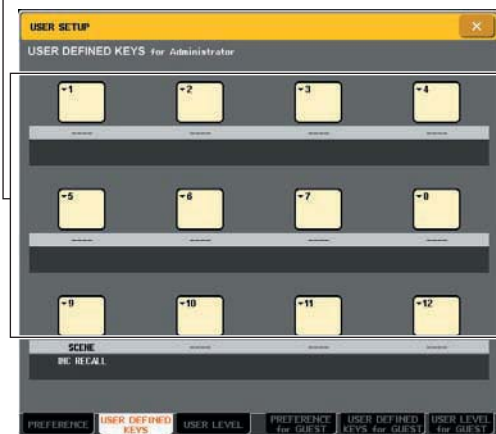 USER SETUP
×
USER DEFINED KEYS for Administrator
1 2 3 4
---- ---- ---- ----
5 6 7 8
---- ---- ---- ----
9 10 11 12
SCENE ---- ---- ----
INC RECALL
PREFERENCE
USER DEFINED
KEYS
USER LEVEL
PREFERENCE
for GUEST
USER DEFINED
KEYS for GUEST
USER LEVEL
for GUEST